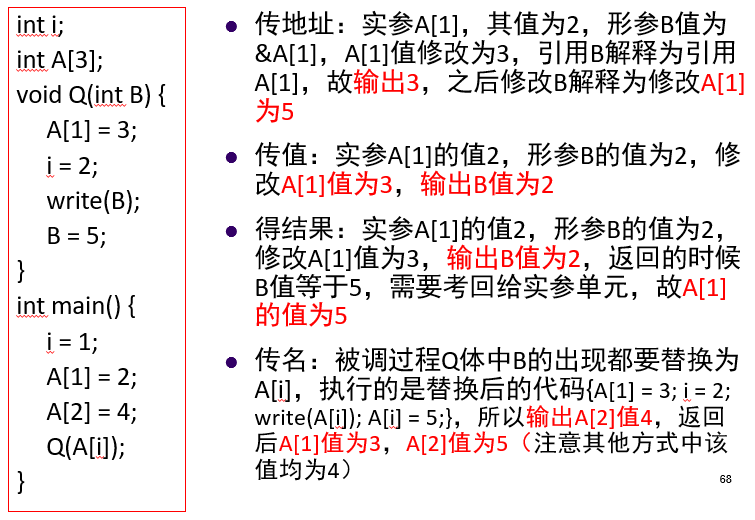 int i;
int A[3];
void Q(int B) {
A[1] = 3;
i = 2;
write(B);
B = 5;
}
int main() {
i = 1;
A[1] = 2;
A[2] = 4;
Q(A[i]);
}
● 传地址：实参A[1]，其值为2，形参B值为
&A[1]，A[1]值修改为3，引用B解释为引用
A[1]，故输出3，之后修改B解释为修改A[1]
为5
● 传值：实参A[1]的值2，形参B的值为2，修
改A[1]值为3，输出B值为2
● 得结果：实参A[1]的值2，形参B的值为2，
修改A[1]值为3，输出B值为2，返回的时候
B值等于5，需要考回给实参单元，故A[1]
的值为5
● 传名：被调过程Q体中B的出现都要替换为
A[i]，执行的是替换后的代码{A[1] = 3; i = 2;
write(A[i]); A[i] = 5;}，所以输出A[2]值4，返回
后A[1]值为3，A[2]值为5（注意其他方式中该
值均为4）
68